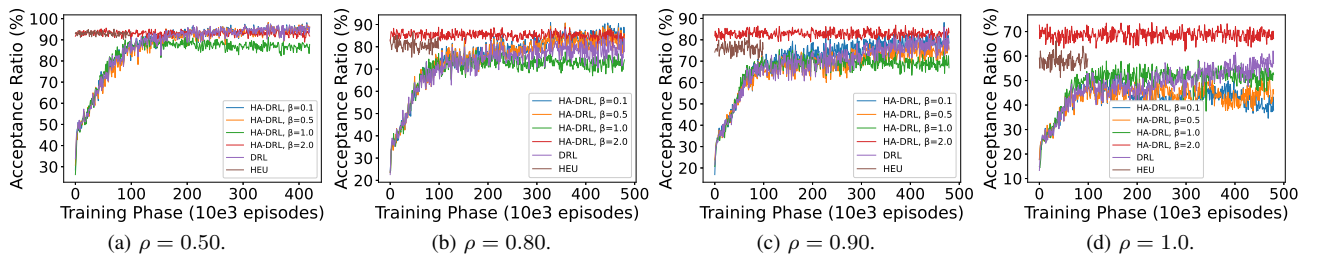 Acceptance Ratio (%)
100
90
80
70
60
50
40
30
HA-DRL, β=0.1
HA-DRL, β=0.5
HA-DRL, β=1.0
HA-DRL, β=2.0
DRL
HEU
0 100 200 300 400
Training Phase (10e3 episodes)
(a) ρ = 0.50.
Acceptance Ratio (%)
90
80
70
60
50
40
30
20
HA-DRL, β=0.1
HA-DRL, β=0.5
HA-DRL, β=1.0
HA-DRL, β=2.0
DRL
HEU
0 100 200 300 400 500
Training Phase (10e3 episodes)
(b) ρ = 0.80.
Acceptance Ratio (%)
90
80
70
60
50
40
30
20
HA-DRL, β=0.1
HA-DRL, β=0.5
HA-DRL, β=1.0
HA-DRL, β=2.0
DRL
HEU
0 100 200 300 400 500
Training Phase (10e3 episodes)
(c) ρ = 0.90.
Acceptance Ratio (%)
70
60
50
40
30
20
10
HA-DRL, β=0.1
HA-DRL, β=0.5
HA-DRL, β=1.0
HA-DRL, β=2.0
DRL
HEU
0 100 200 300 400 500
Training Phase (10e3 episodes)
(d) ρ = 1.0.